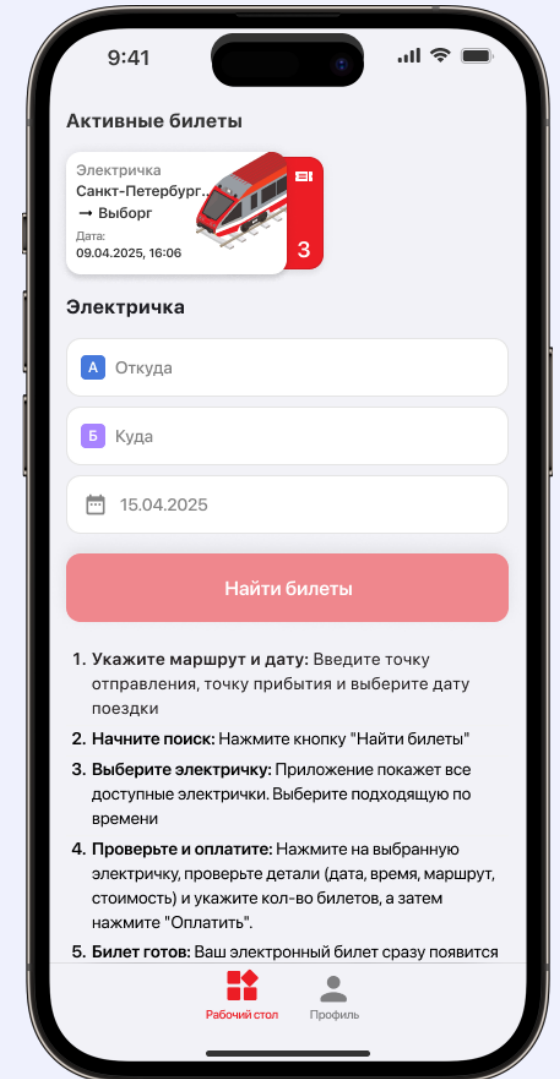 9:41
Активные билеты
Электричка
Санкт-Петербург..
→ Выборг
Дата:
09.04.2025, 16:06
3
Электричка
А Откуда
Б Куда
15.04.2025
Найти билеты
1. Укажите маршрут и дату: Введите точку
отправления, точку прибытия и выберите дату
поездки
2. Начните поиск: Нажмите кнопку "Найти билеты"
3. Выберите электричку: Приложение покажет все
доступные электрички. Выберите подходящую по
времени
4. Проверьте и оплатите: Нажмите на выбранную
электричку, проверьте детали (дата, время, маршрут,
стоимость) и укажите кол-во билетов, а затем
нажмите "Оплатить".
5. Билет готов: Ваш электронный билет сразу появится
Рабочий стол
Профиль